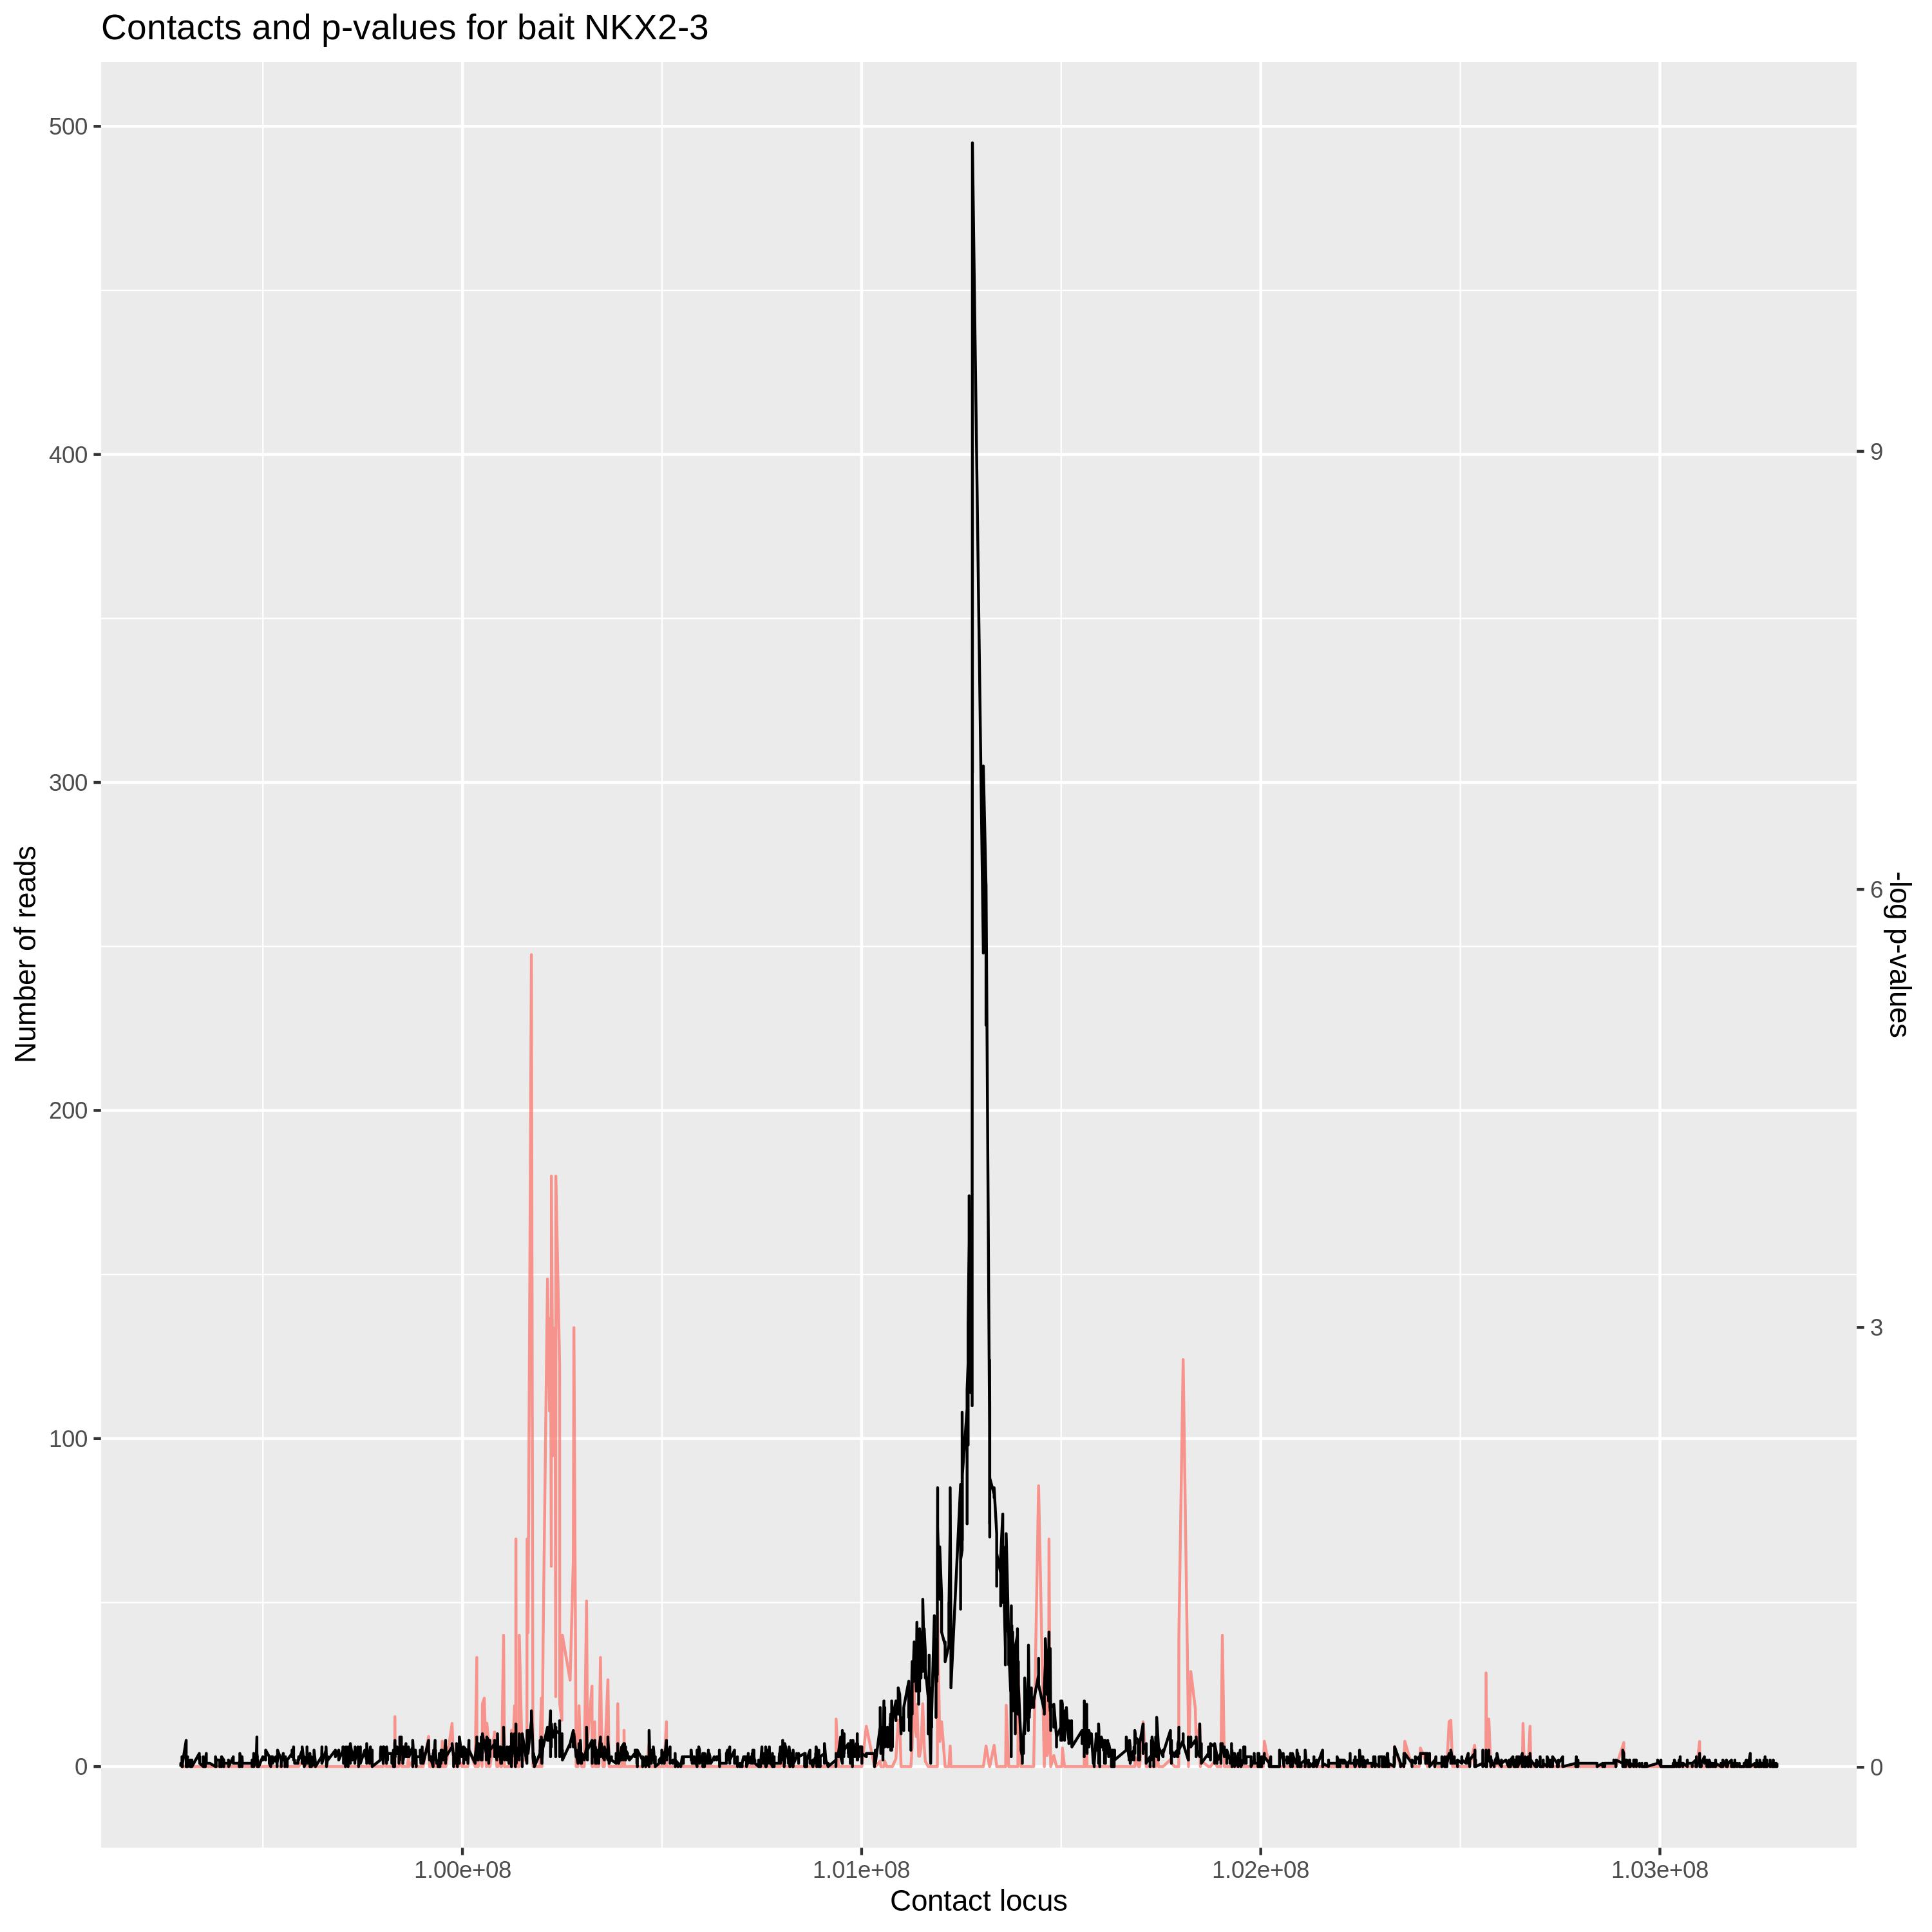 Contacts and p-values for bait NKX2-3
500
400
300
200
100
0
Number of reads
9
6
3
0
-log p-values
1.00e+08
1.01e+08
1.02e+08
1.03e+08
Contact locus